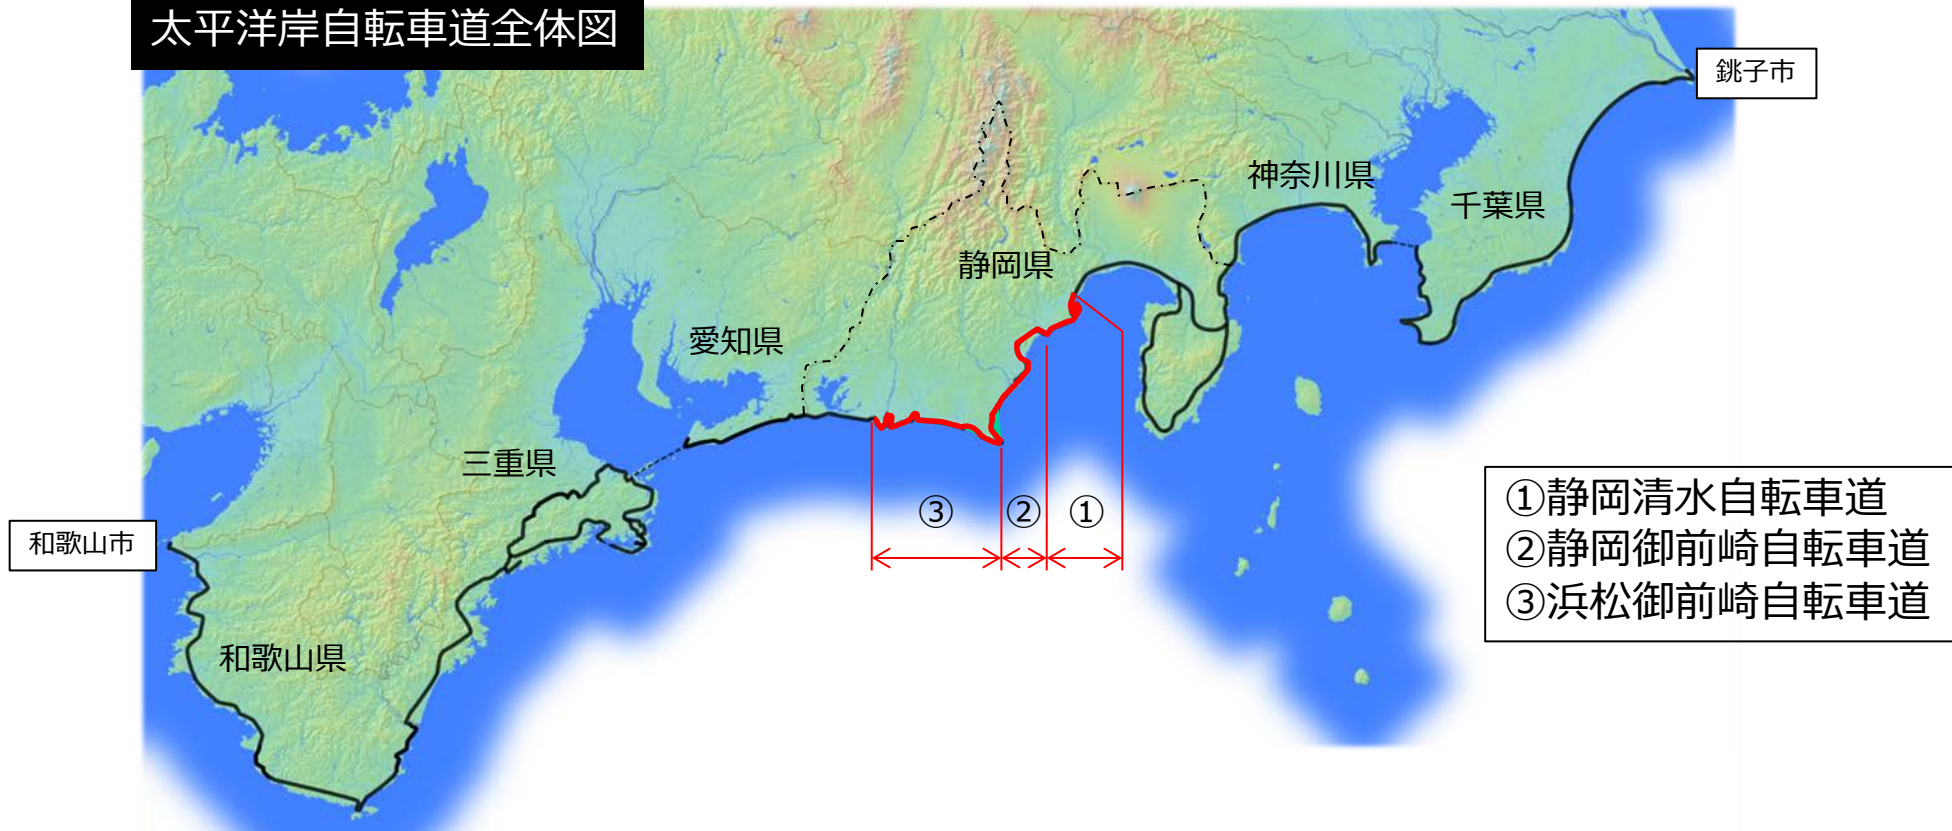 太平洋岸自転車道全体図
銚子市
神奈川県
千葉県
静岡県
愛知県
三重県
和歌山市
和歌山県
③
②
①
①静岡清水自転車道
②静岡御前崎自転車道
③浜松御前崎自転車道